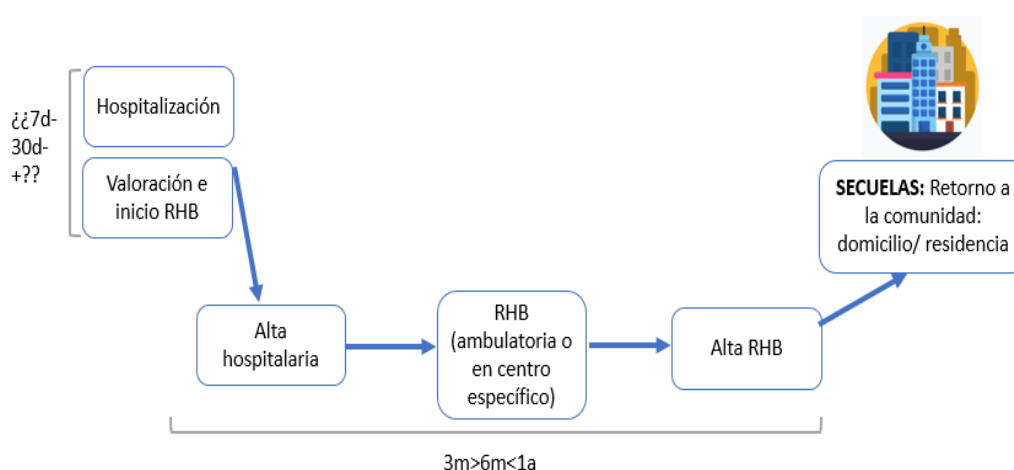 Hospitalización
¿¿7d-
30d-
+??
Valoración e
inicio RHB
SECUELAS: Retorno a
la comunidad:
domicilio/ residencia
Alta
hospitalaria
RHB
(ambulatoria o
en centro
específico)
Alta RHB
3m>6m<1a